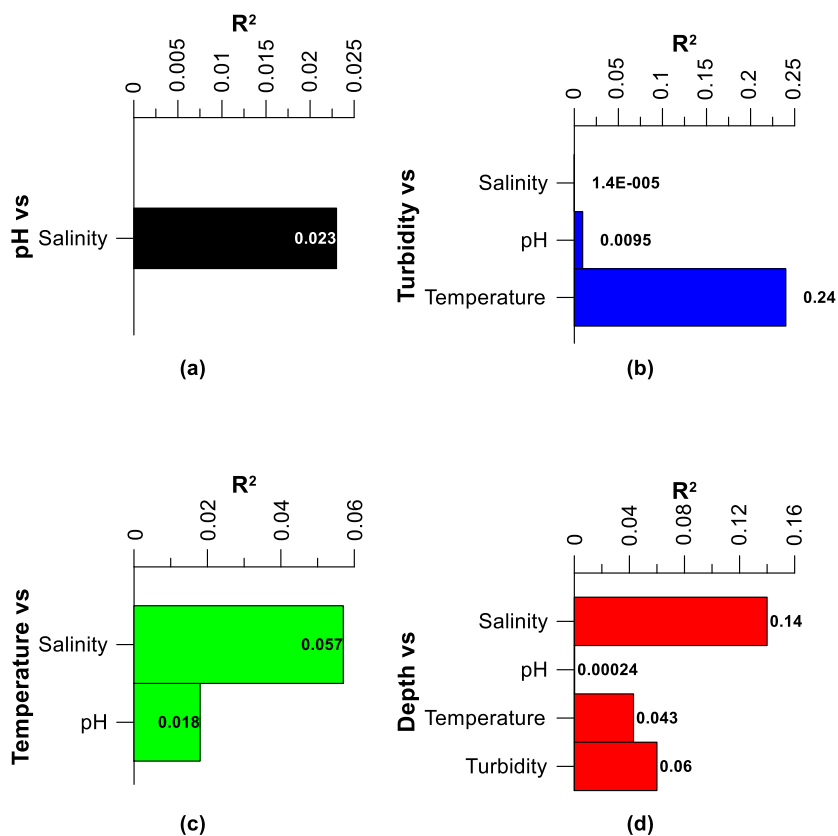 R²
0 0.005 0.01 0.015 0.02 0.025
pH vs
Salinity 0.023
(a)
R²
0 0.05 0.1 0.15 0.2 0.25
Turbidity vs
Salinity 1.4E-005
pH 0.0095
Temperature 0.24
(b)
R²
0 0.02 0.04 0.06
Temperature vs
Salinity 0.057
pH 0.018
(c)
R²
0 0.04 0.08 0.12 0.16
Depth vs
Salinity 0.14
pH 0.00024
Temperature 0.043
Turbidity 0.06
(d)